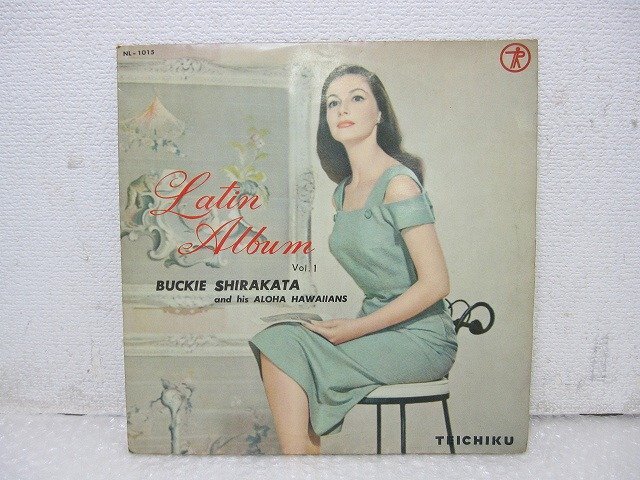 NL-1015
Latin
Album
Vol. 1
BUCKIE SHIRAKATA
and his ALOHA HAWAIIANS
TEICHIKU